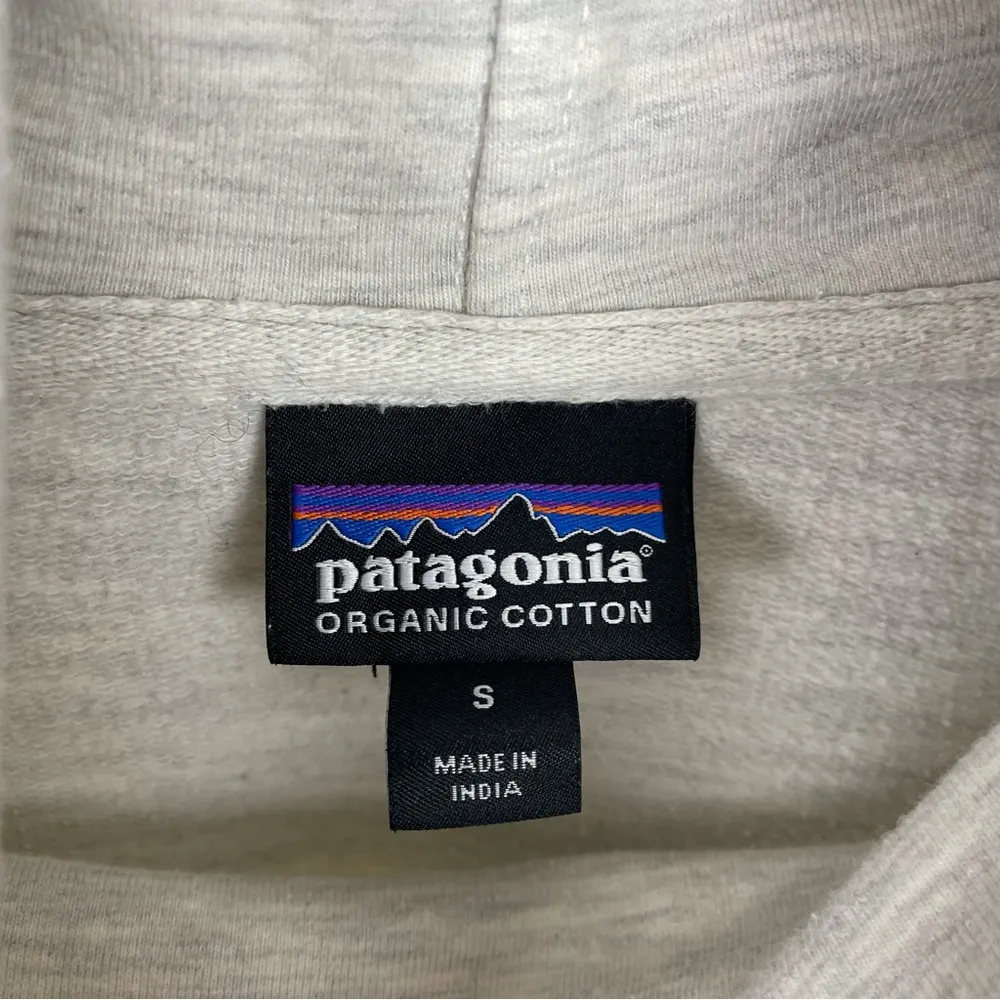 patagonia®
ORGANIC COTTON
S
MADE IN
INDIA